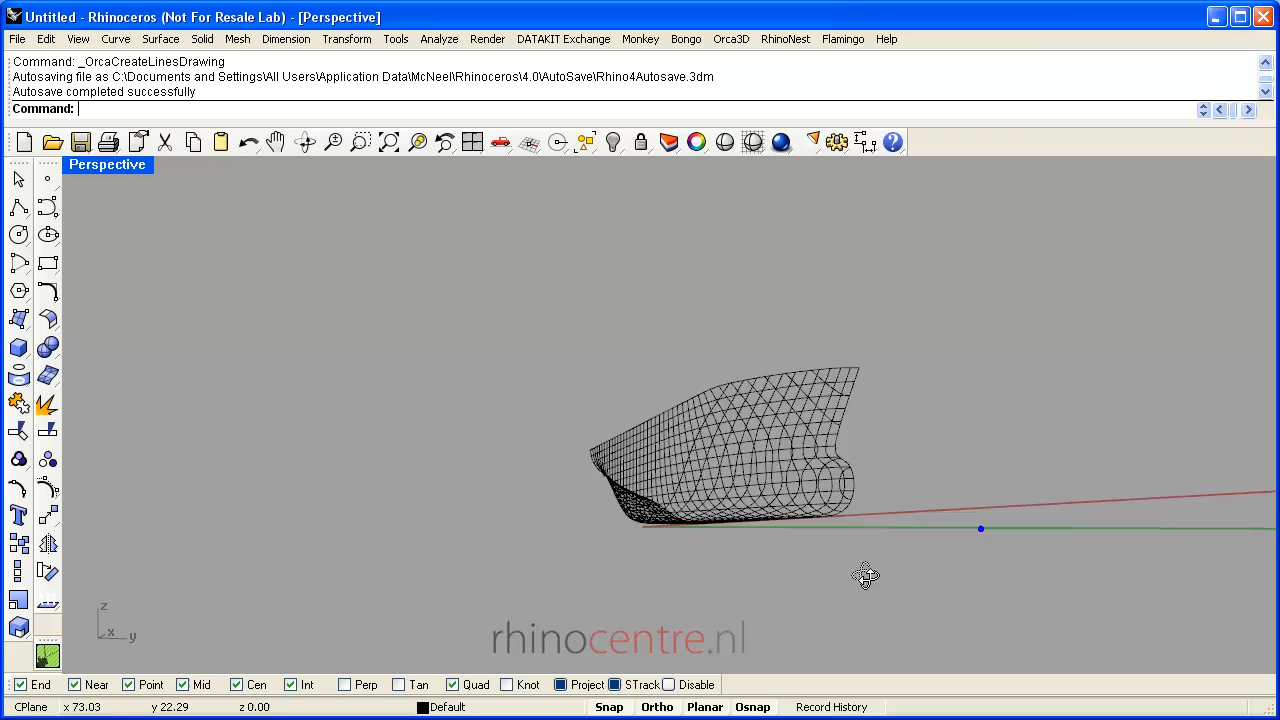 Untitled - Rhinoceros (Not For Resale Lab) - [Perspective]
File Edit View Curve Surface Solid Mesh Dimension Transform Tools Analyze Render DATAKIT Exchange Monkey Bongo Orca3D RhinoNest Flamingo Help
Command: _OrcaCreateLinesDrawing
Autosaving file as C:\Documents and Settings\All Users\Application Data\McNeel\Rhinoceros\4.0\AutoSave\Rhino4Autosave.3dm
Autosave completed successfully
Command:
Perspective
z
x y
rhinocentre.nl
End Near Point Mid Cen Int Perp Tan Quad Knot Project STrack Disable
CPlane x 73.03 y 22.29 z 0.00 Default Snap Ortho Planar Osnap Record History